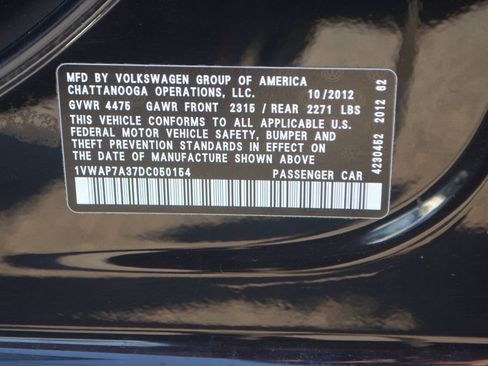 MFD BY VOLKSWAGEN GROUP OF AMERICA
CHATTANOOGA OPERATIONS, LLC. 10/2012
GVWR 4475 GAWR FRONT 2315 / REAR 2271 LBS
THIS VEHICLE CONFORMS TO ALL APPLICABLE U.S.
FEDERAL MOTOR VEHICLE SAFETY, BUMPER AND
THEFT PREVENTION STANDARDS IN EFFECT ON
THE DATE OF MANUFACTURE SHOWN ABOVE.
1VWAP7A37DC050154 PASSENGER CAR
4230452 2012 62